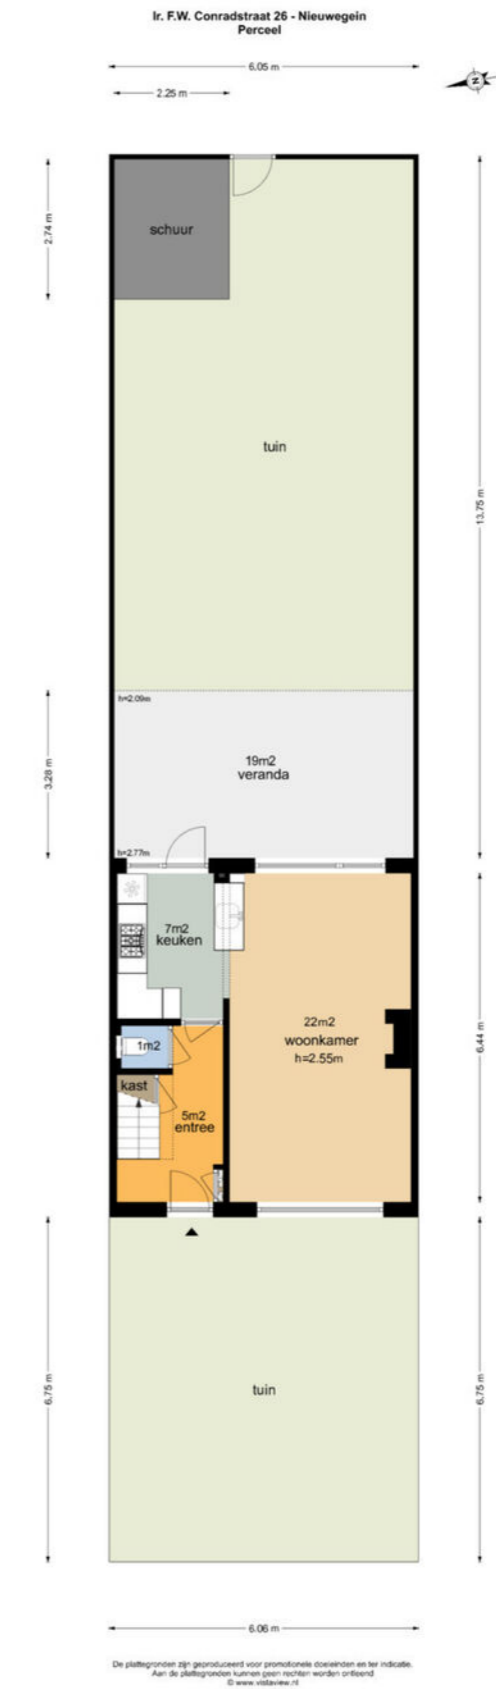 Ir. F.W. Conradstraat 26 - Nieuwegein
Perceel
6.05 m
2.25 m
2.74 m
schuur
tuin
13.75 m
h=2.09m
3.28 m
19m2
veranda
h=2.77m
7m2
keuken
22m2
woonkamer
h=2.55m
6.44 m
1m2
kast
5m2
entree
6.75 m
tuin
6.75 m
6.06 m
De plattegronden zijn geproduceerd voor promotionele doeleinden en ter indicatie.
Aan de plattegronden kunnen geen rechten worden ontleend
© www.vistaview.nl